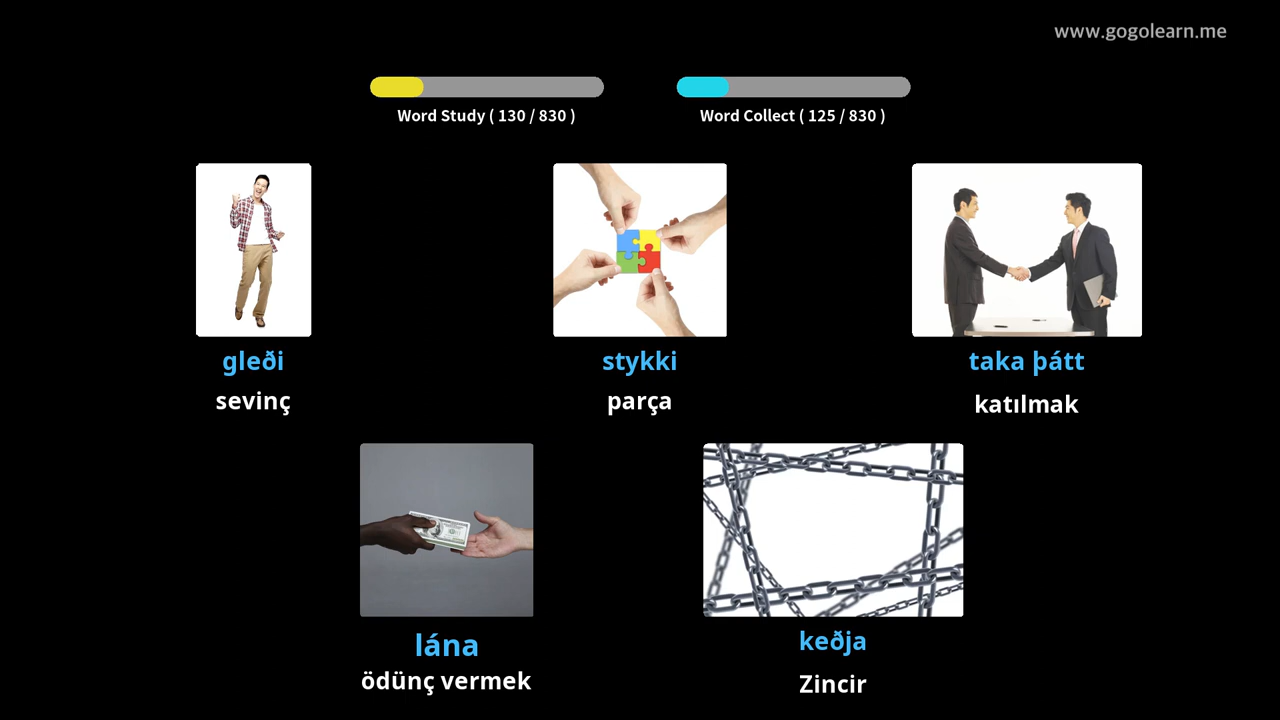 www.gogolearn.me
Word Study ( 130 / 830 )
Word Collect ( 125 / 830 )
gleði
stykki
taka þátt
sevinç
parça
katılmak
lána
keðja
ödünç vermek
Zincir